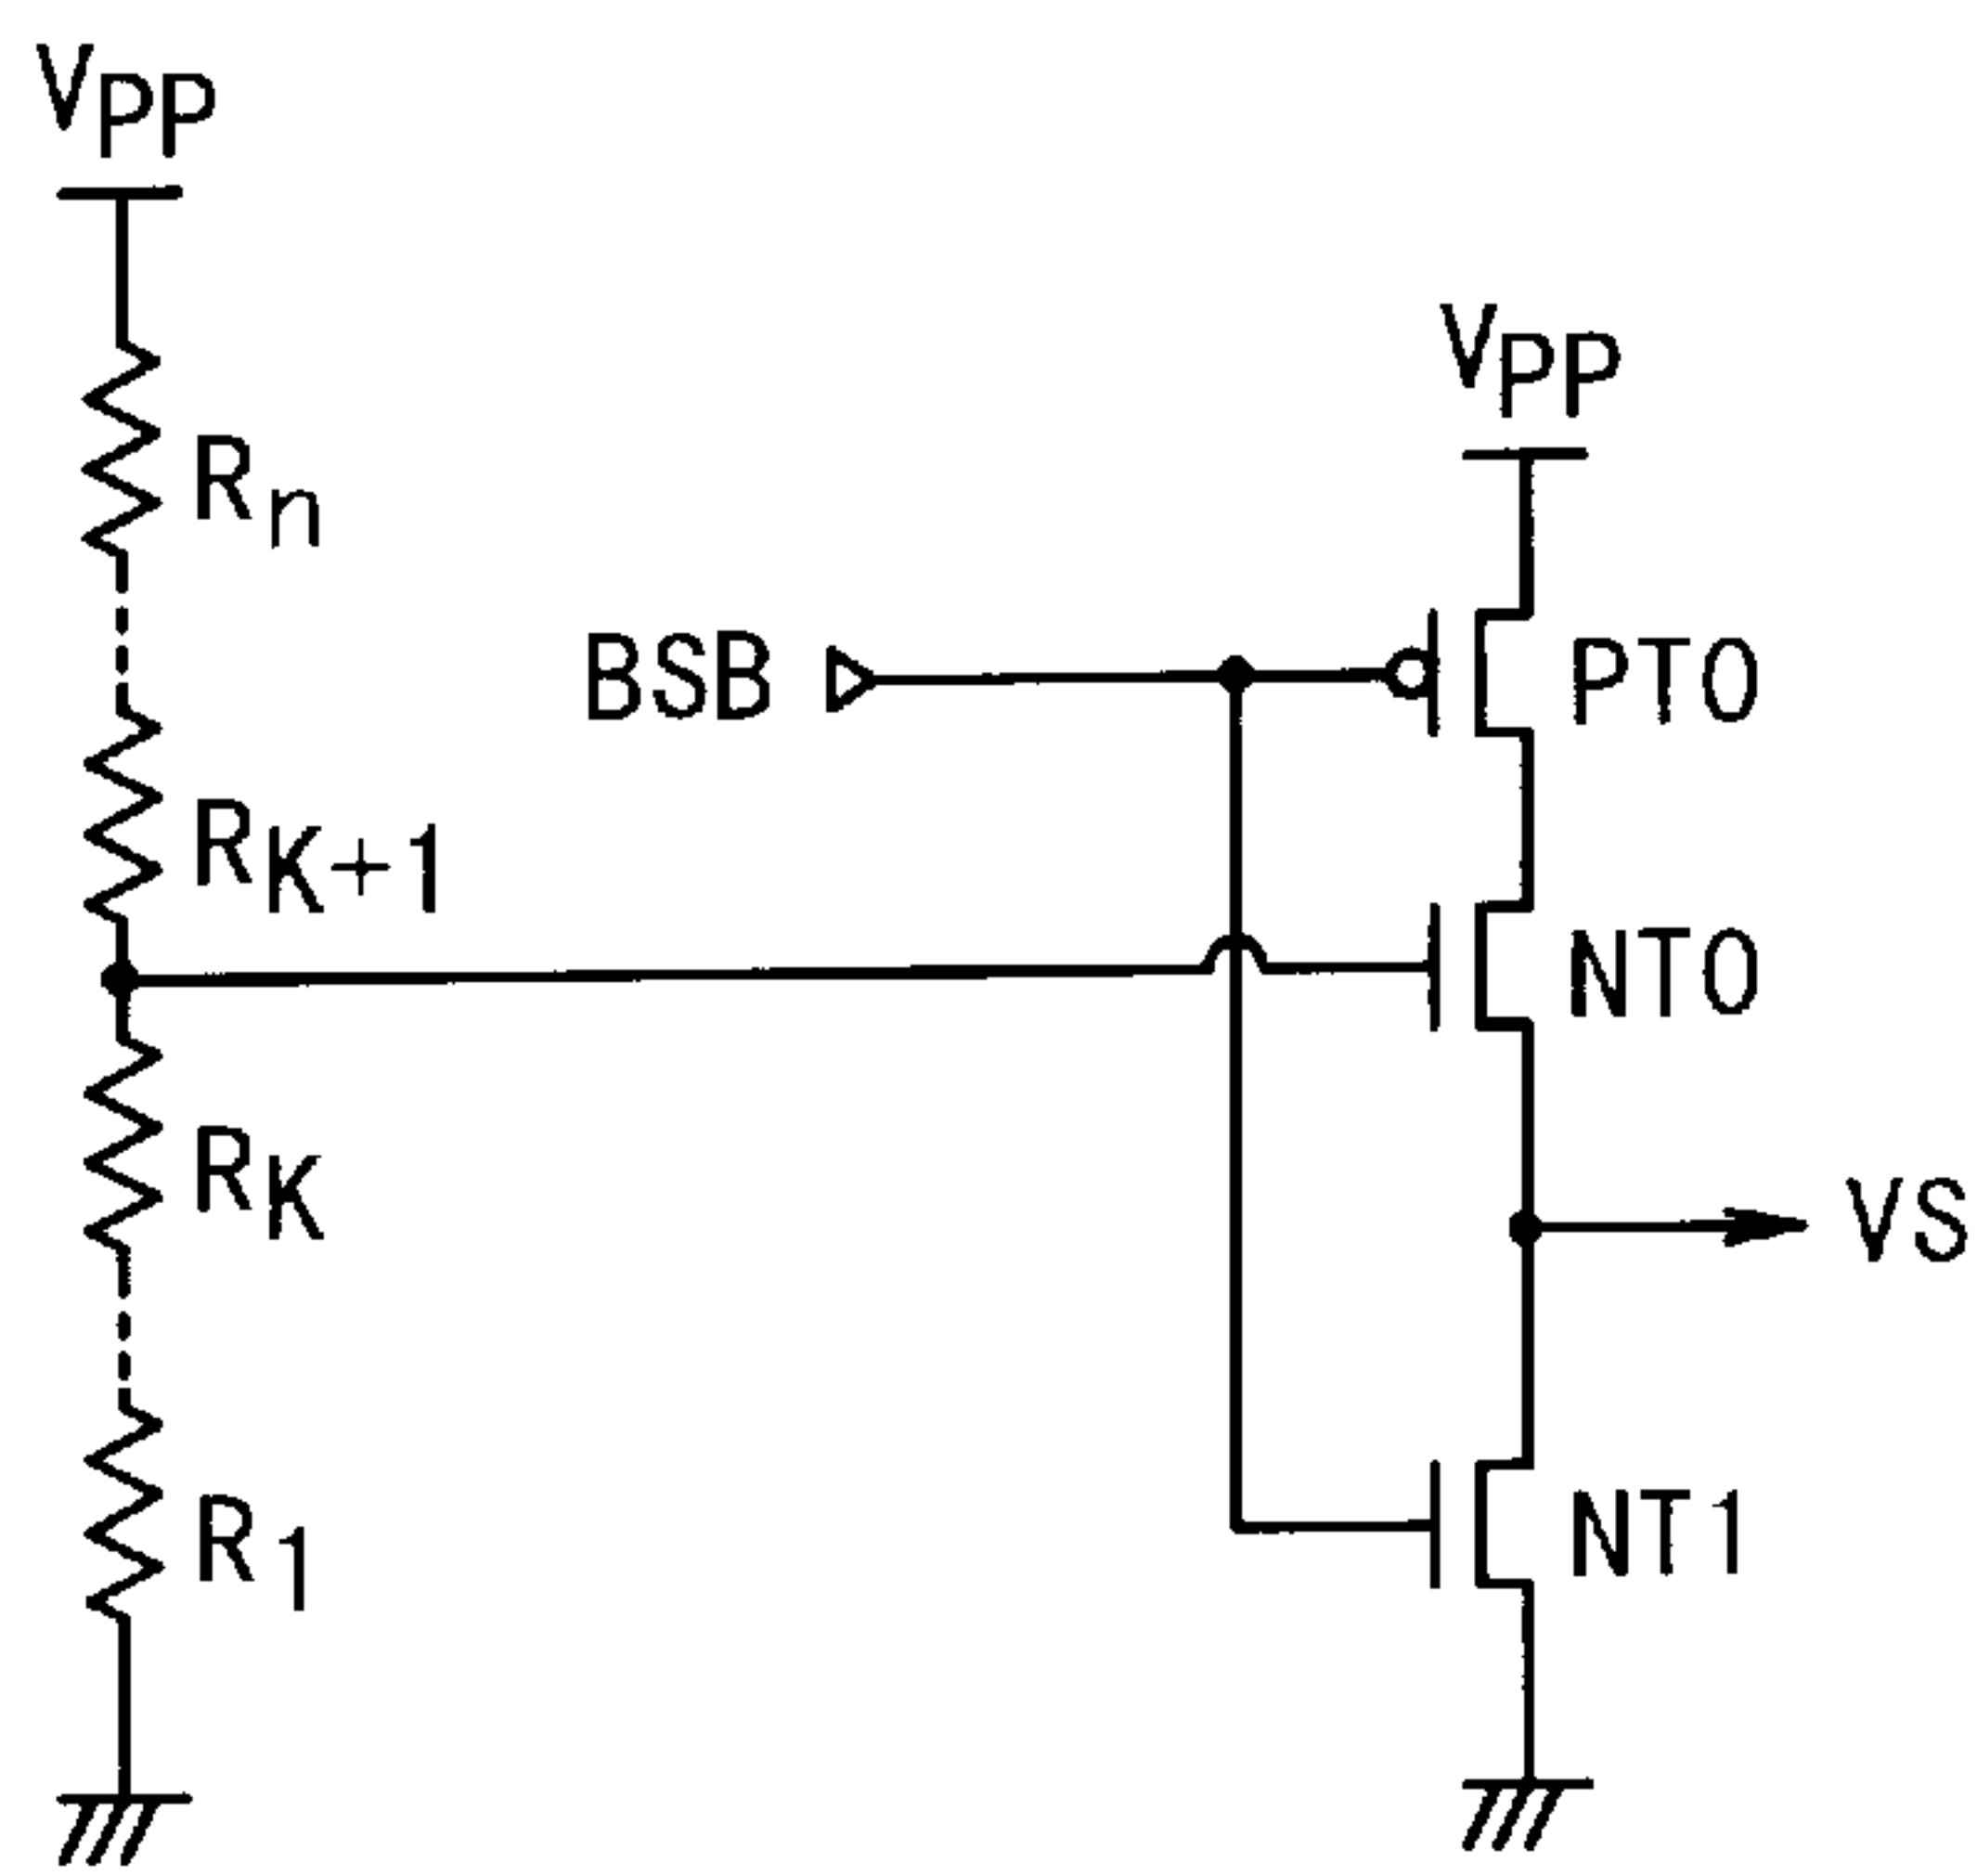 VPP
Rn
RK+1
RK
R1
BSB
VPP
PT0
NT0
VS
NT1